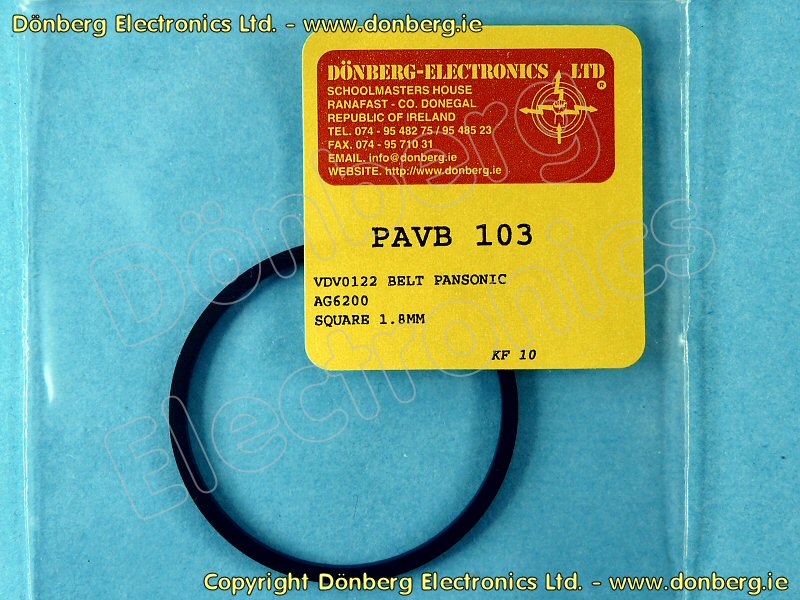 Dönberg Electronics Ltd. - www.donberg.ie
DÖNBERG-ELECTRONICS LTD
®
SCHOOLMASTERS HOUSE
RANAFAST - CO. DONEGAL
REPUBLIC OF IRELAND
TEL. 074 - 95 482 75 / 95 485 23
FAX. 074 - 95 710 31
EMAIL. info@donberg.ie
WEBSITE. http://www.donberg.ie
PAVB 103
VDV0122 BELT PANSONIC
AG6200
SQUARE 1.8MM
KF 10
Dönberg
Electronics
Copyright Dönberg Electronics Ltd. - www.donberg.ie